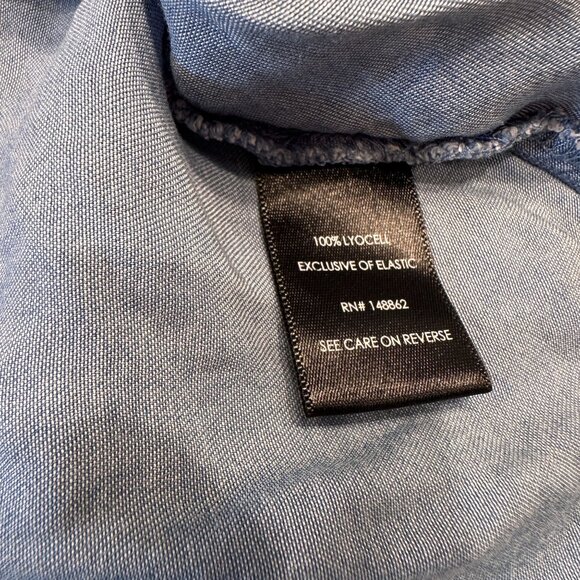 100% LYOCELL
EXCLUSIVE OF ELASTIC
RN# 148862
SEE CARE ON REVERSE